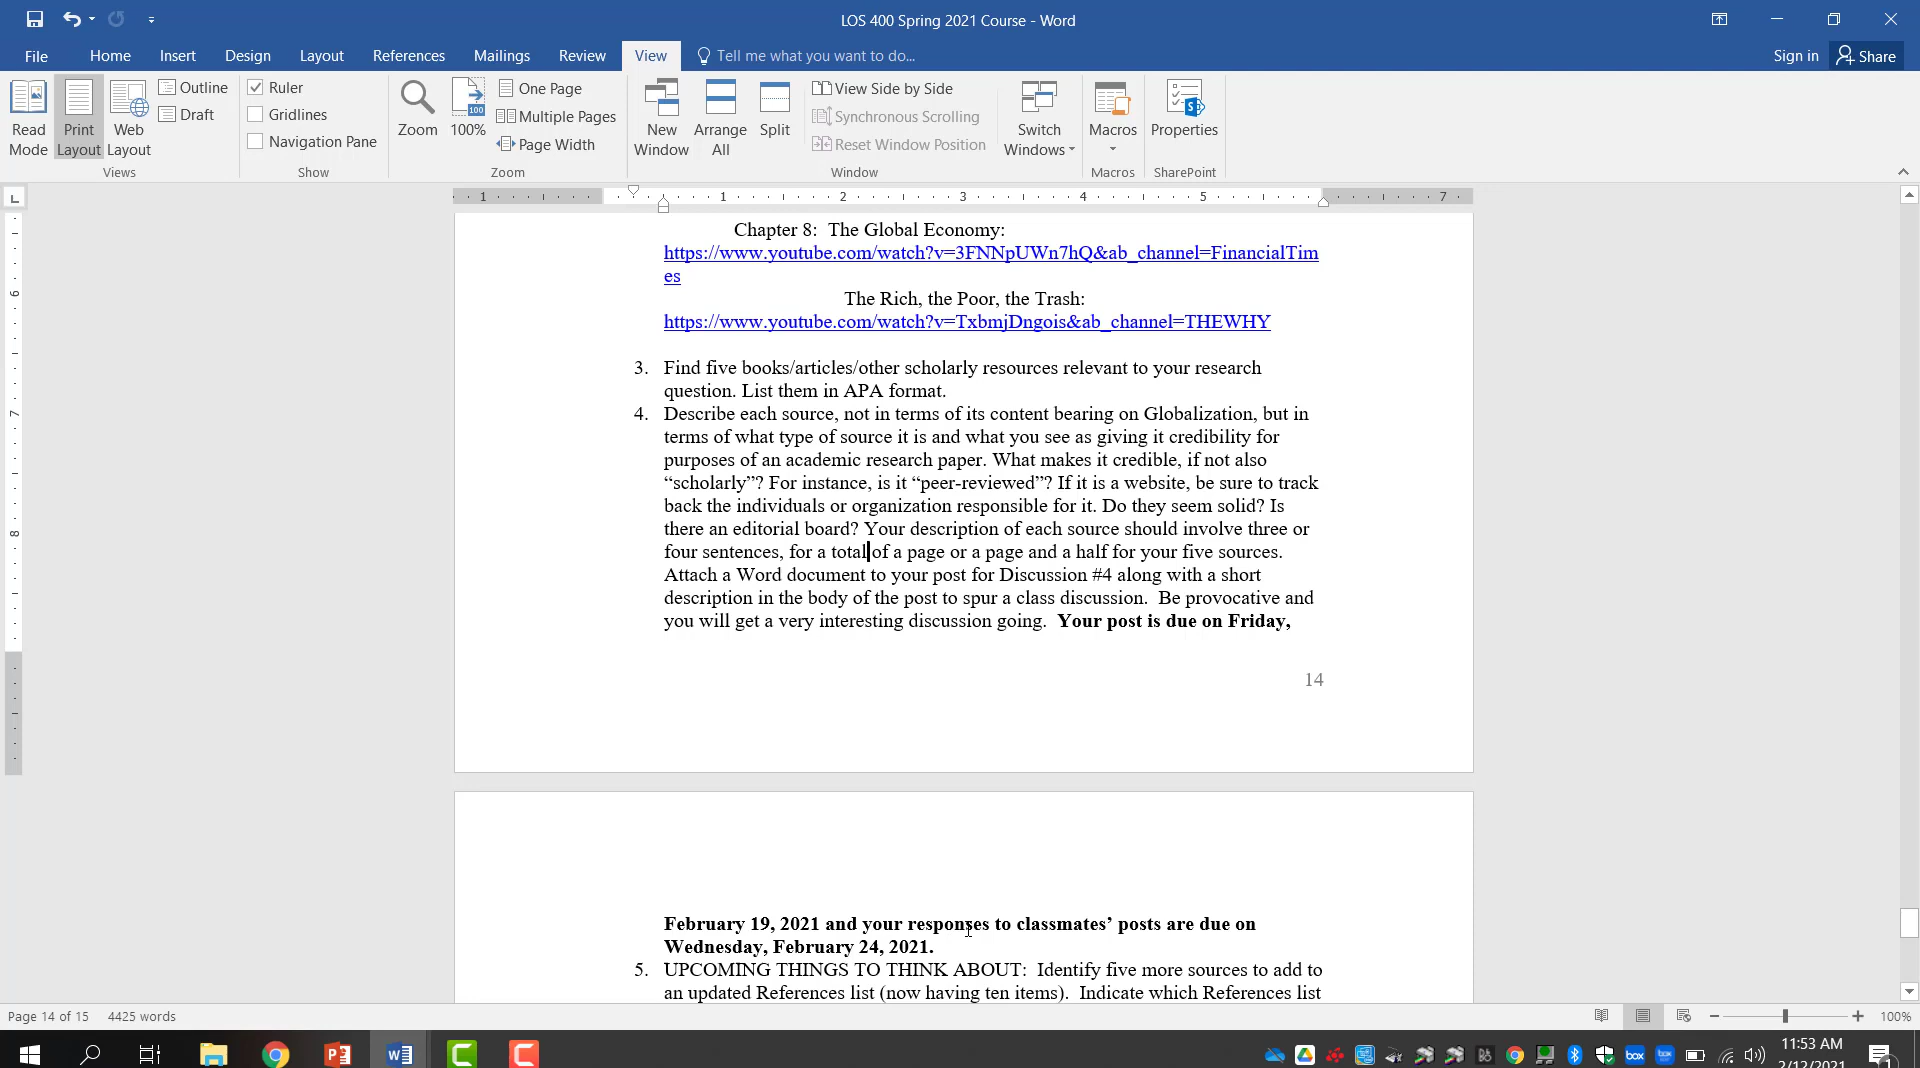 LOS 400 Spring 2021 Course - Word
File Home Insert Design Layout References Mailings Review View Tell me what you want to do... Sign in Share
Read Mode
Print Layout
Web Layout
Outline
Draft
Views
Ruler
Gridlines
Navigation Pane
Show
Zoom
100%
One Page
Multiple Pages
Page Width
Zoom
New Window
Arrange All
Split
View Side by Side
Synchronous Scrolling
Reset Window Position
Window
Switch Windows
Macros
Macros
Properties
SharePoint
1 1 2 3 4 5 7
6
7
8
Chapter 8:  The Global Economy:
https://www.youtube.com/watch?v=3FNNpUWn7hQ&ab_channel=FinancialTim
es
The Rich, the Poor, the Trash:
https://www.youtube.com/watch?v=TxbmjDngois&ab_channel=THEWHY
3. Find five books/articles/other scholarly resources relevant to your research
question. List them in APA format.
4. Describe each source, not in terms of its content bearing on Globalization, but in
terms of what type of source it is and what you see as giving it credibility for
purposes of an academic research paper. What makes it credible, if not also
“scholarly”? For instance, is it “peer-reviewed”? If it is a website, be sure to track
back the individuals or organization responsible for it. Do they seem solid? Is
there an editorial board? Your description of each source should involve three or
four sentences, for a total of a page or a page and a half for your five sources.
Attach a Word document to your post for Discussion #4 along with a short
description in the body of the post to spur a class discussion.  Be provocative and
you will get a very interesting discussion going.  Your post is due on Friday,
14
February 19, 2021 and your responses to classmates’ posts are due on
Wednesday, February 24, 2021.
5. UPCOMING THINGS TO THINK ABOUT:  Identify five more sources to add to
an updated References list (now having ten items).  Indicate which References list
Page 14 of 15 4425 words 100%
11:53 AM
2/12/2021